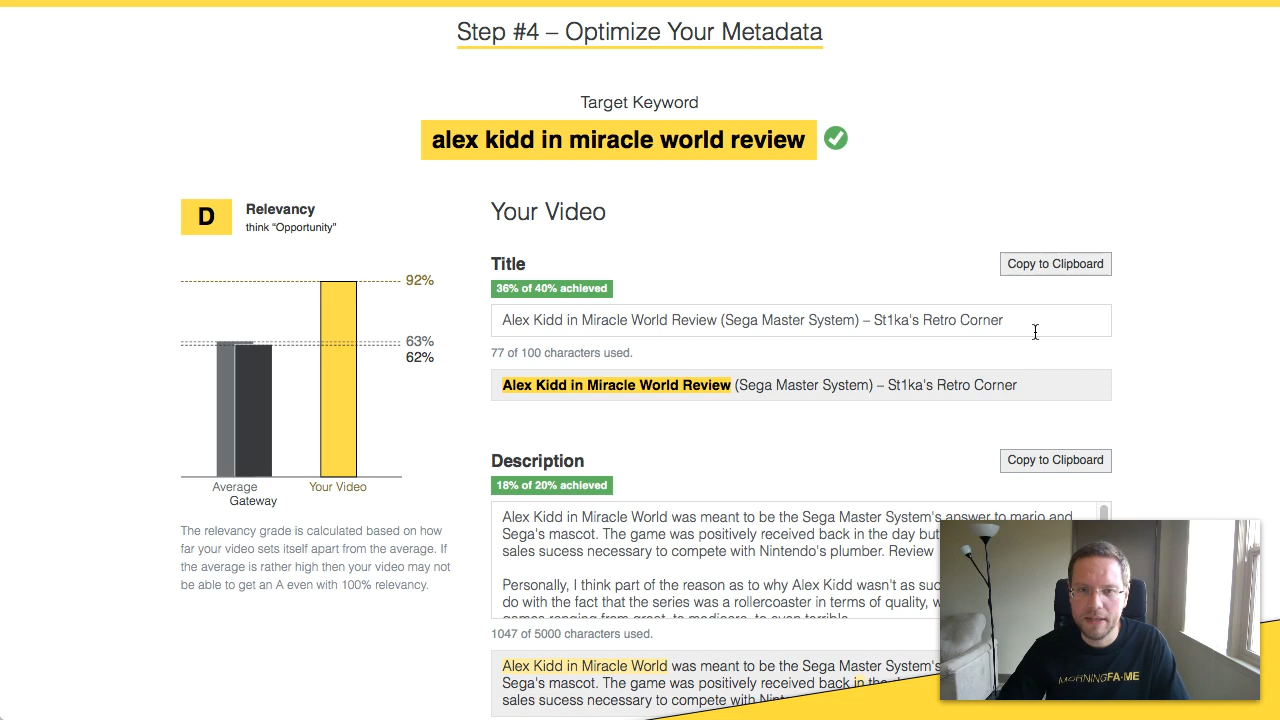 Step #4 – Optimize Your Metadata
Target Keyword
alex kidd in miracle world review
D
Relevancy
think “Opportunity”
92%
63%
62%
Average
Gateway
Your Video
The relevancy grade is calculated based on how
far your video sets itself apart from the average. If
the average is rather high then your video may not
be able to get an A even with 100% relevancy.
Your Video
Title
Copy to Clipboard
36% of 40% achieved
Alex Kidd in Miracle World Review (Sega Master System) – St1ka's Retro Corner
77 of 100 characters used.
Alex Kidd in Miracle World Review (Sega Master System) – St1ka's Retro Corner
Description
Copy to Clipboard
18% of 20% achieved
Alex Kidd in Miracle World was meant to be the Sega Master System's answer to mario and
Sega's mascot. The game was positively received back in the day but
sales sucess necessary to compete with Nintendo's plumber. Review
Personally, I think part of the reason as to why Alex Kidd wasn't as
do with the fact that the series was a rollercoaster in terms of quality,
games ranging from great, to mediocre, to even terrible
1047 of 5000 characters used.
Alex Kidd in Miracle World was meant to be the Sega Master System's
Sega's mascot. The game was positively received back in the
sales sucess necessary to compete with
MORNINGFA·ME